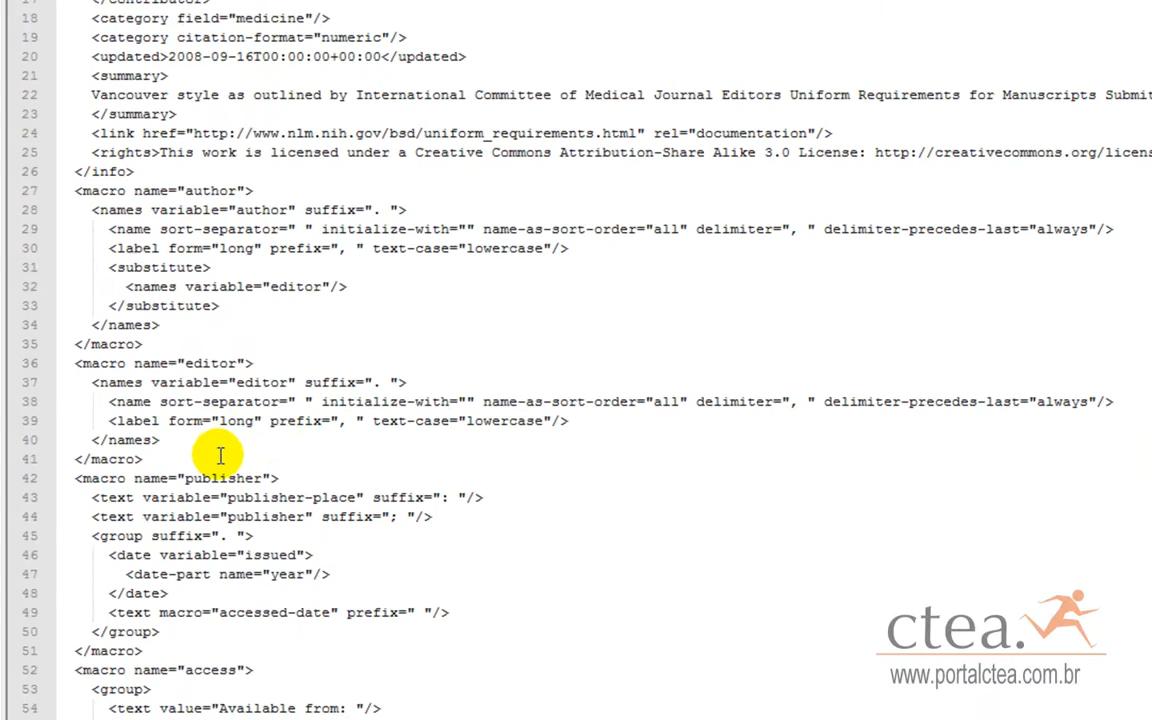 17 </contributor>
18 <category field="medicine"/>
19 <category citation-format="numeric"/>
20 <updated>2008-09-16T00:00:00+00:00</updated>
21 <summary>
22 Vancouver style as outlined by International Committee of Medical Journal Editors Uniform Requirements for Manuscripts Submit
23 </summary>
24 <link href="http://www.nlm.nih.gov/bsd/uniform_requirements.html" rel="documentation"/>
25 <rights>This work is licensed under a Creative Commons Attribution-Share Alike 3.0 License: http://creativecommons.org/licens
26 </info>
27 <macro name="author">
28 <names variable="author" suffix=". ">
29 <name sort-separator=" " initialize-with="" name-as-sort-order="all" delimiter=", " delimiter-precedes-last="always"/>
30 <label form="long" prefix=", " text-case="lowercase"/>
31 <substitute>
32 <names variable="editor"/>
33 </substitute>
34 </names>
35 </macro>
36 <macro name="editor">
37 <names variable="editor" suffix=". ">
38 <name sort-separator=" " initialize-with="" name-as-sort-order="all" delimiter=", " delimiter-precedes-last="always"/>
39 <label form="long" prefix=", " text-case="lowercase"/>
40 </names>
41 </macro>
42 <macro name="publisher">
43 <text variable="publisher-place" suffix=": "/>
44 <text variable="publisher" suffix="; "/>
45 <group suffix=". ">
46 <date variable="issued">
47 <date-part name="year"/>
48 </date>
49 <text macro="accessed-date" prefix=" "/>
50 </group>
51 </macro>
52 <macro name="access">
53 <group>
54 <text value="Available from: "/>
ctea.
www.portalctea.com.br